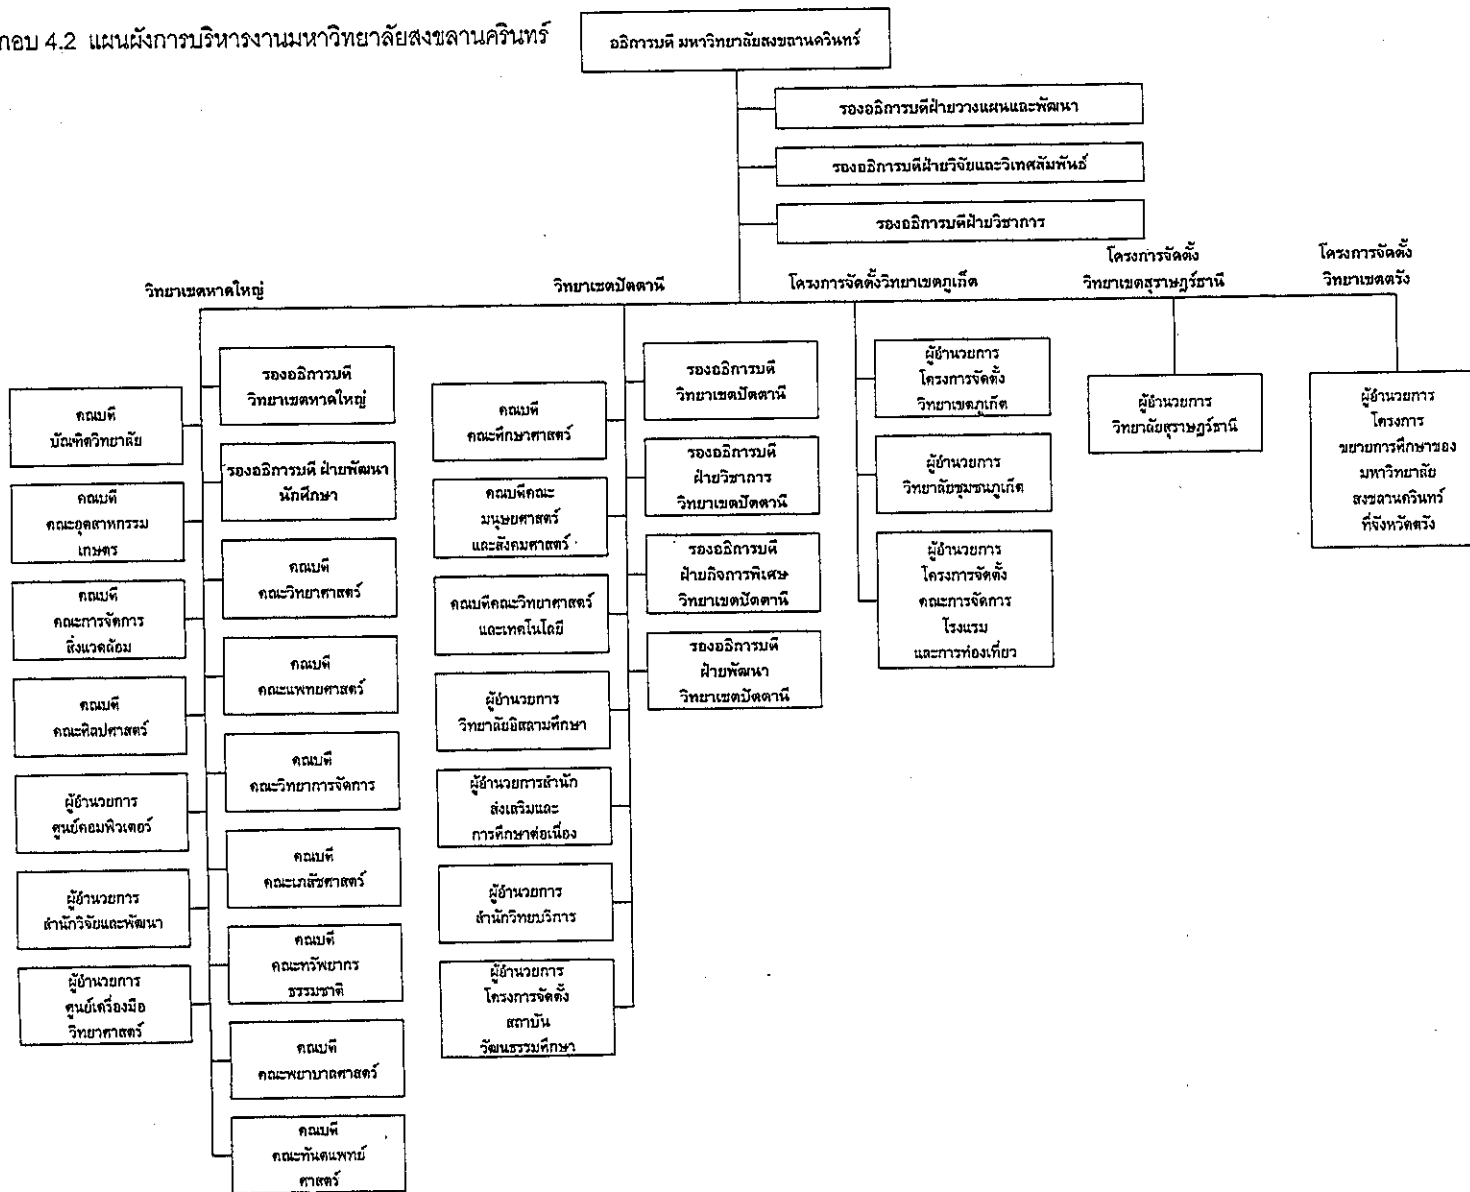 กอบ 4.2 แผนผังการบริหารงานมหาวิทยาลัยสงขลานครินทร์
อธิการบดี มหาวิทยาลัยสงขลานครินทร์
รองอธิการบดีฝ่ายวางแผนและพัฒนา
รองอธิการบดีฝ่ายวิจัยและวิเทศสัมพันธ์
รองอธิการบดีฝ่ายวิชาการ
วิทยาเขตหาดใหญ่
วิทยาเขตปัตตานี
โครงการจัดตั้งวิทยาเขตภูเก็ต
โครงการจัดตั้ง
วิทยาเขตสุราษฎร์ธานี
โครงการจัดตั้ง
วิทยาเขตตรัง
คณบดี
บัณฑิตวิทยาลัย
คณบดี
คณะอุตสาหกรรม
เกษตร
คณบดี
คณะการจัดการ
สิ่งแวดล้อม
คณบดี
คณะศิลปศาสตร์
ผู้อำนวยการ
ศูนย์คอมพิวเตอร์
ผู้อำนวยการ
สำนักวิจัยและพัฒนา
ผู้อำนวยการ
ศูนย์เครื่องมือ
วิทยาศาสตร์
รองอธิการบดี
วิทยาเขตหาดใหญ่
รองอธิการบดี ฝ่ายพัฒนา
นักศึกษา
คณบดี
คณะวิทยาศาสตร์
คณบดี
คณะแพทยศาสตร์
คณบดี
คณะวิทยาการจัดการ
คณบดี
คณะเภสัชศาสตร์
คณบดี
คณะทรัพยากร
ธรรมชาติ
คณบดี
คณะพยาบาลศาสตร์
คณบดี
คณะทันตแพทย์
ศาสตร์
คณบดี
คณะศึกษาศาสตร์
คณบดีคณะ
มนุษยศาสตร์
และสังคมศาสตร์
คณบดีคณะวิทยาศาสตร์
และเทคโนโลยี
ผู้อำนวยการ
วิทยาลัยอิสลามศึกษา
ผู้อำนวยการสำนัก
ส่งเสริมและ
การศึกษาต่อเนื่อง
ผู้อำนวยการ
สำนักวิทยบริการ
ผู้อำนวยการ
โครงการจัดตั้ง
สถาบัน
วัฒนธรรมศึกษา
รองอธิการบดี
วิทยาเขตปัตตานี
รองอธิการบดี
ฝ่ายวิชาการ
วิทยาเขตปัตตานี
รองอธิการบดี
ฝ่ายกิจการพิเศษ
วิทยาเขตปัตตานี
รองอธิการบดี
ฝ่ายพัฒนา
วิทยาเขตปัตตานี
ผู้อำนวยการ
โครงการจัดตั้ง
วิทยาเขตภูเก็ต
ผู้อำนวยการ
วิทยาลัยชุมชนภูเก็ต
ผู้อำนวยการ
โครงการจัดตั้ง
คณะการจัดการ
โรงแรม
และการท่องเที่ยว
ผู้อำนวยการ
วิทยาลัยสุราษฎร์ธานี
ผู้อำนวยการ
โครงการ
ขยายการศึกษาของ
มหาวิทยาลัย
สงขลานครินทร์
ที่จังหวัดตรัง